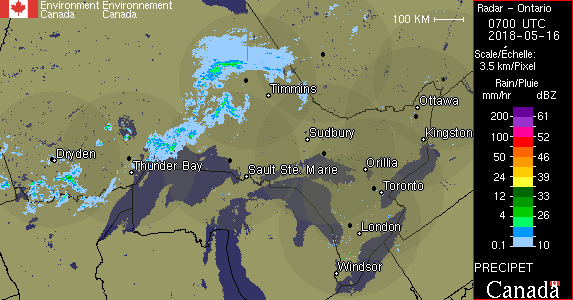 Environment Environnement
Canada Canada
100 KM
Radar - Ontario
0700 UTC
2018-05-16
Scale/Échelle:
3.5 km/Pixel
Rain/Pluie
mm/hr dBZ
200 61
100 52
50 46
24 39
12 33
4 26
0.1 10
PRECIPET
Canada
Timmins
Ottawa
Sudbury
Kingston
Dryden
Thunder Bay
Sault Ste. Marie
Orillia
Toronto
London
Windsor